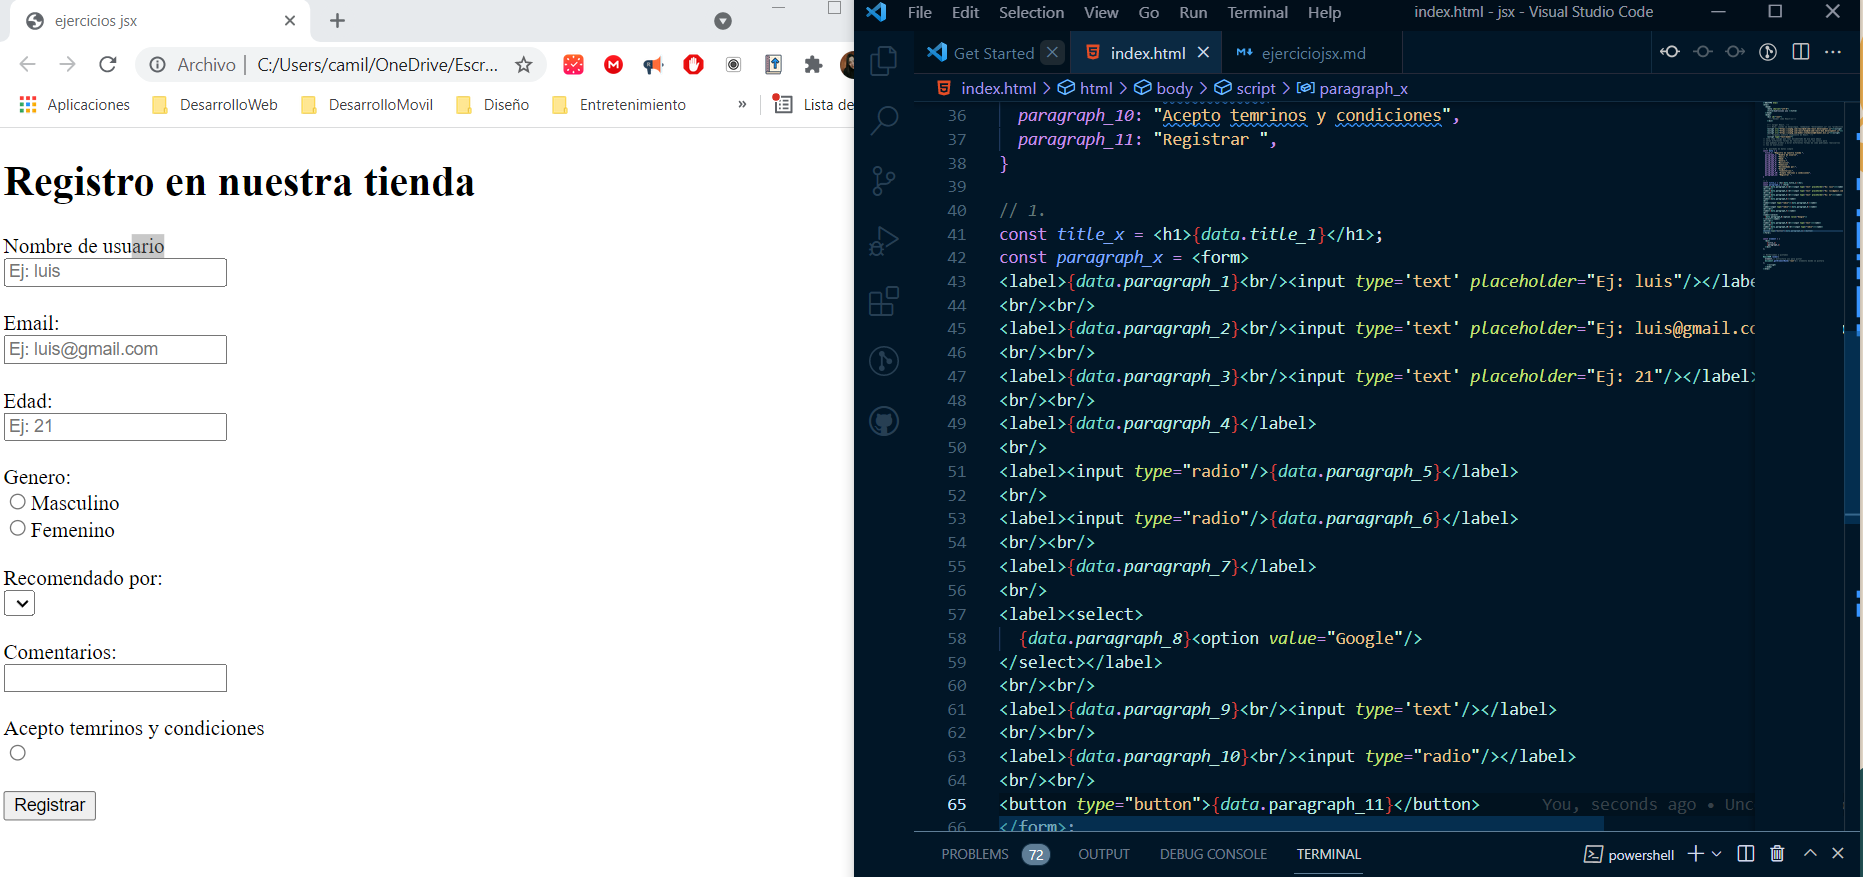 ejercicios jsx
Archivo | C:/Users/camil/OneDrive/Escr...
Aplicaciones DesarrolloWeb DesarrolloMovil Diseño Entretenimiento » Lista de
Registro en nuestra tienda
Nombre de usuario
Ej: luis
Email:
Ej: luis@gmail.com
Edad:
Ej: 21
Genero:
Masculino
Femenino
Recomendado por:
Comentarios:
Acepto temrinos y condiciones
Registrar
File Edit Selection View Go Run Terminal Help index.html - jsx - Visual Studio Code
Get Started index.html ejerciciojsx.md
index.html > html > body > script > paragraph_x
36 paragraph_10: "Acepto temrinos y condiciones",
37 paragraph_11: "Registrar ",
38 }
39
40 // 1.
41 const title_x = <h1>{data.title_1}</h1>;
42 const paragraph_x = <form>
43 <label>{data.paragraph_1}<br/><input type='text' placeholder="Ej: luis"/></labe
44 <br/><br/>
45 <label>{data.paragraph_2}<br/><input type='text' placeholder="Ej: luis@gmail.co
46 <br/><br/>
47 <label>{data.paragraph_3}<br/><input type='text' placeholder="Ej: 21"/></label>
48 <br/><br/>
49 <label>{data.paragraph_4}</label>
50 <br/>
51 <label><input type="radio"/>{data.paragraph_5}</label>
52 <br/>
53 <label><input type="radio"/>{data.paragraph_6}</label>
54 <br/><br/>
55 <label>{data.paragraph_7}</label>
56 <br/>
57 <label><select>
58 {data.paragraph_8}<option value="Google"/>
59 </select></label>
60 <br/><br/>
61 <label>{data.paragraph_9}<br/><input type='text'/></label>
62 <br/><br/>
63 <label>{data.paragraph_10}<br/><input type="radio"/></label>
64 <br/><br/>
65 <button type="button">{data.paragraph_11}</button> You, seconds ago • Unc
66 </form>;
PROBLEMS 72 OUTPUT DEBUG CONSOLE TERMINAL powershell